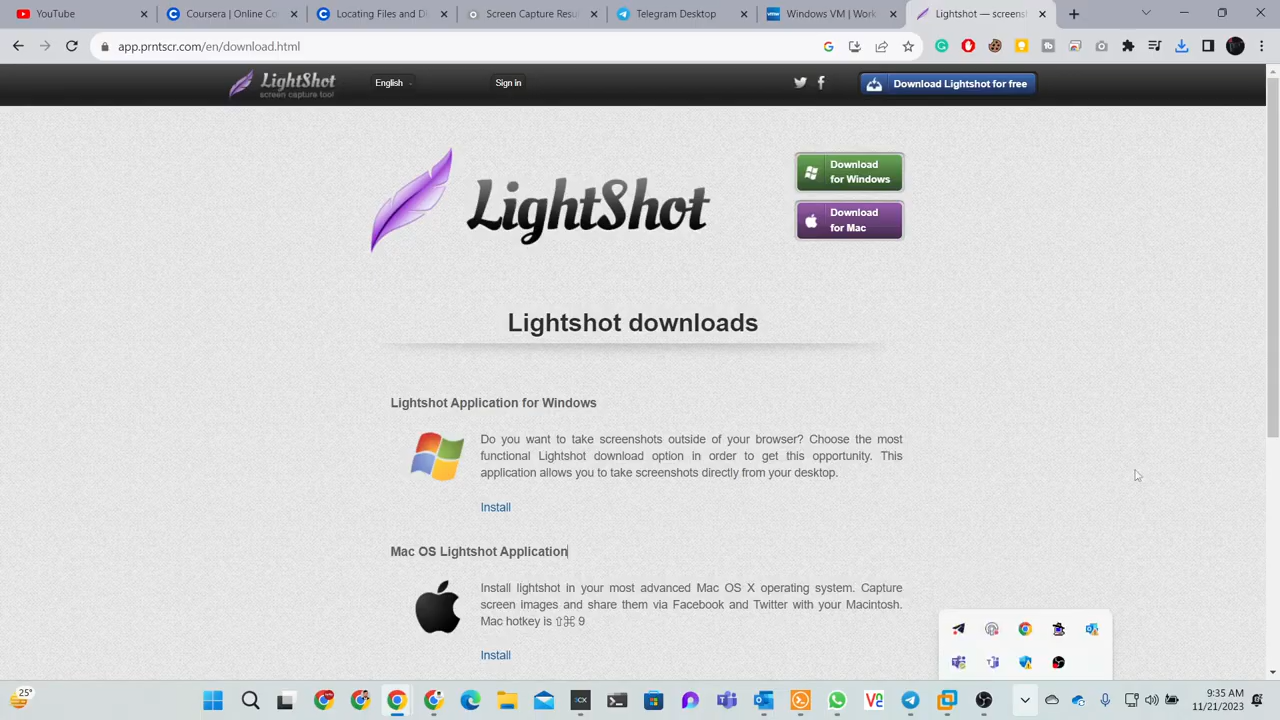 YouTube
Coursera | Online Co
Locating Files and Di
Screen Capture Resu
Telegram Desktop
Windows VM | Work
Lightshot — screensh
app.prntscr.com/en/download.html
LightShot
screen capture tool
English
Sign in
Download Lightshot for free
LightShot
Download
for Windows
Download
for Mac
Lightshot downloads
Lightshot Application for Windows
Do you want to take screenshots outside of your browser? Choose the most
functional Lightshot download option in order to get this opportunity. This
application allows you to take screenshots directly from your desktop.
Install
Mac OS Lightshot Application
Install lightshot in your most advanced Mac OS X operating system. Capture
screen images and share them via Facebook and Twitter with your Macintosh.
Mac hotkey is ⇧⌘ 9
Install
25°
9:35 AM
11/21/2023